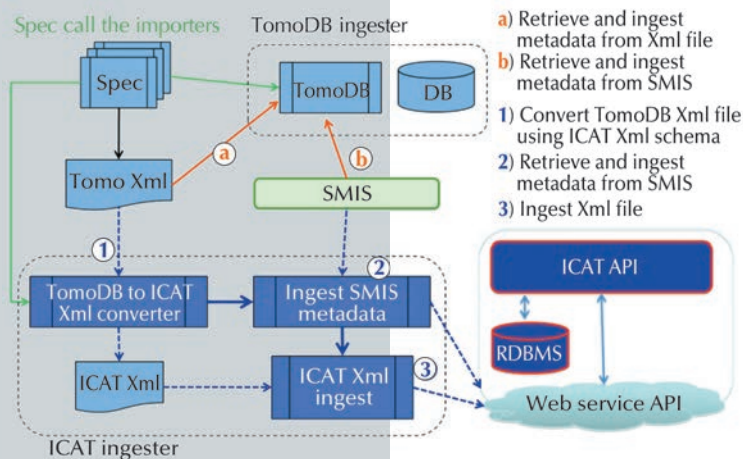 Spec call the importers
TomoDB ingester
Spec
TomoDB
DB
a
b
Tomo Xml
SMIS
1
2
TomoDB to ICAT
Xml converter
Ingest SMIS
metadata
ICAT Xml
ICAT Xml
ingest
3
ICAT ingester
a) Retrieve and ingest
metadata from Xml file
b) Retrieve and ingest
metadata from SMIS
1) Convert TomoDB Xml file
using ICAT Xml schema
2) Retrieve and ingest
metadata from SMIS
3) Ingest Xml file
ICAT API
RDBMS
Web service API